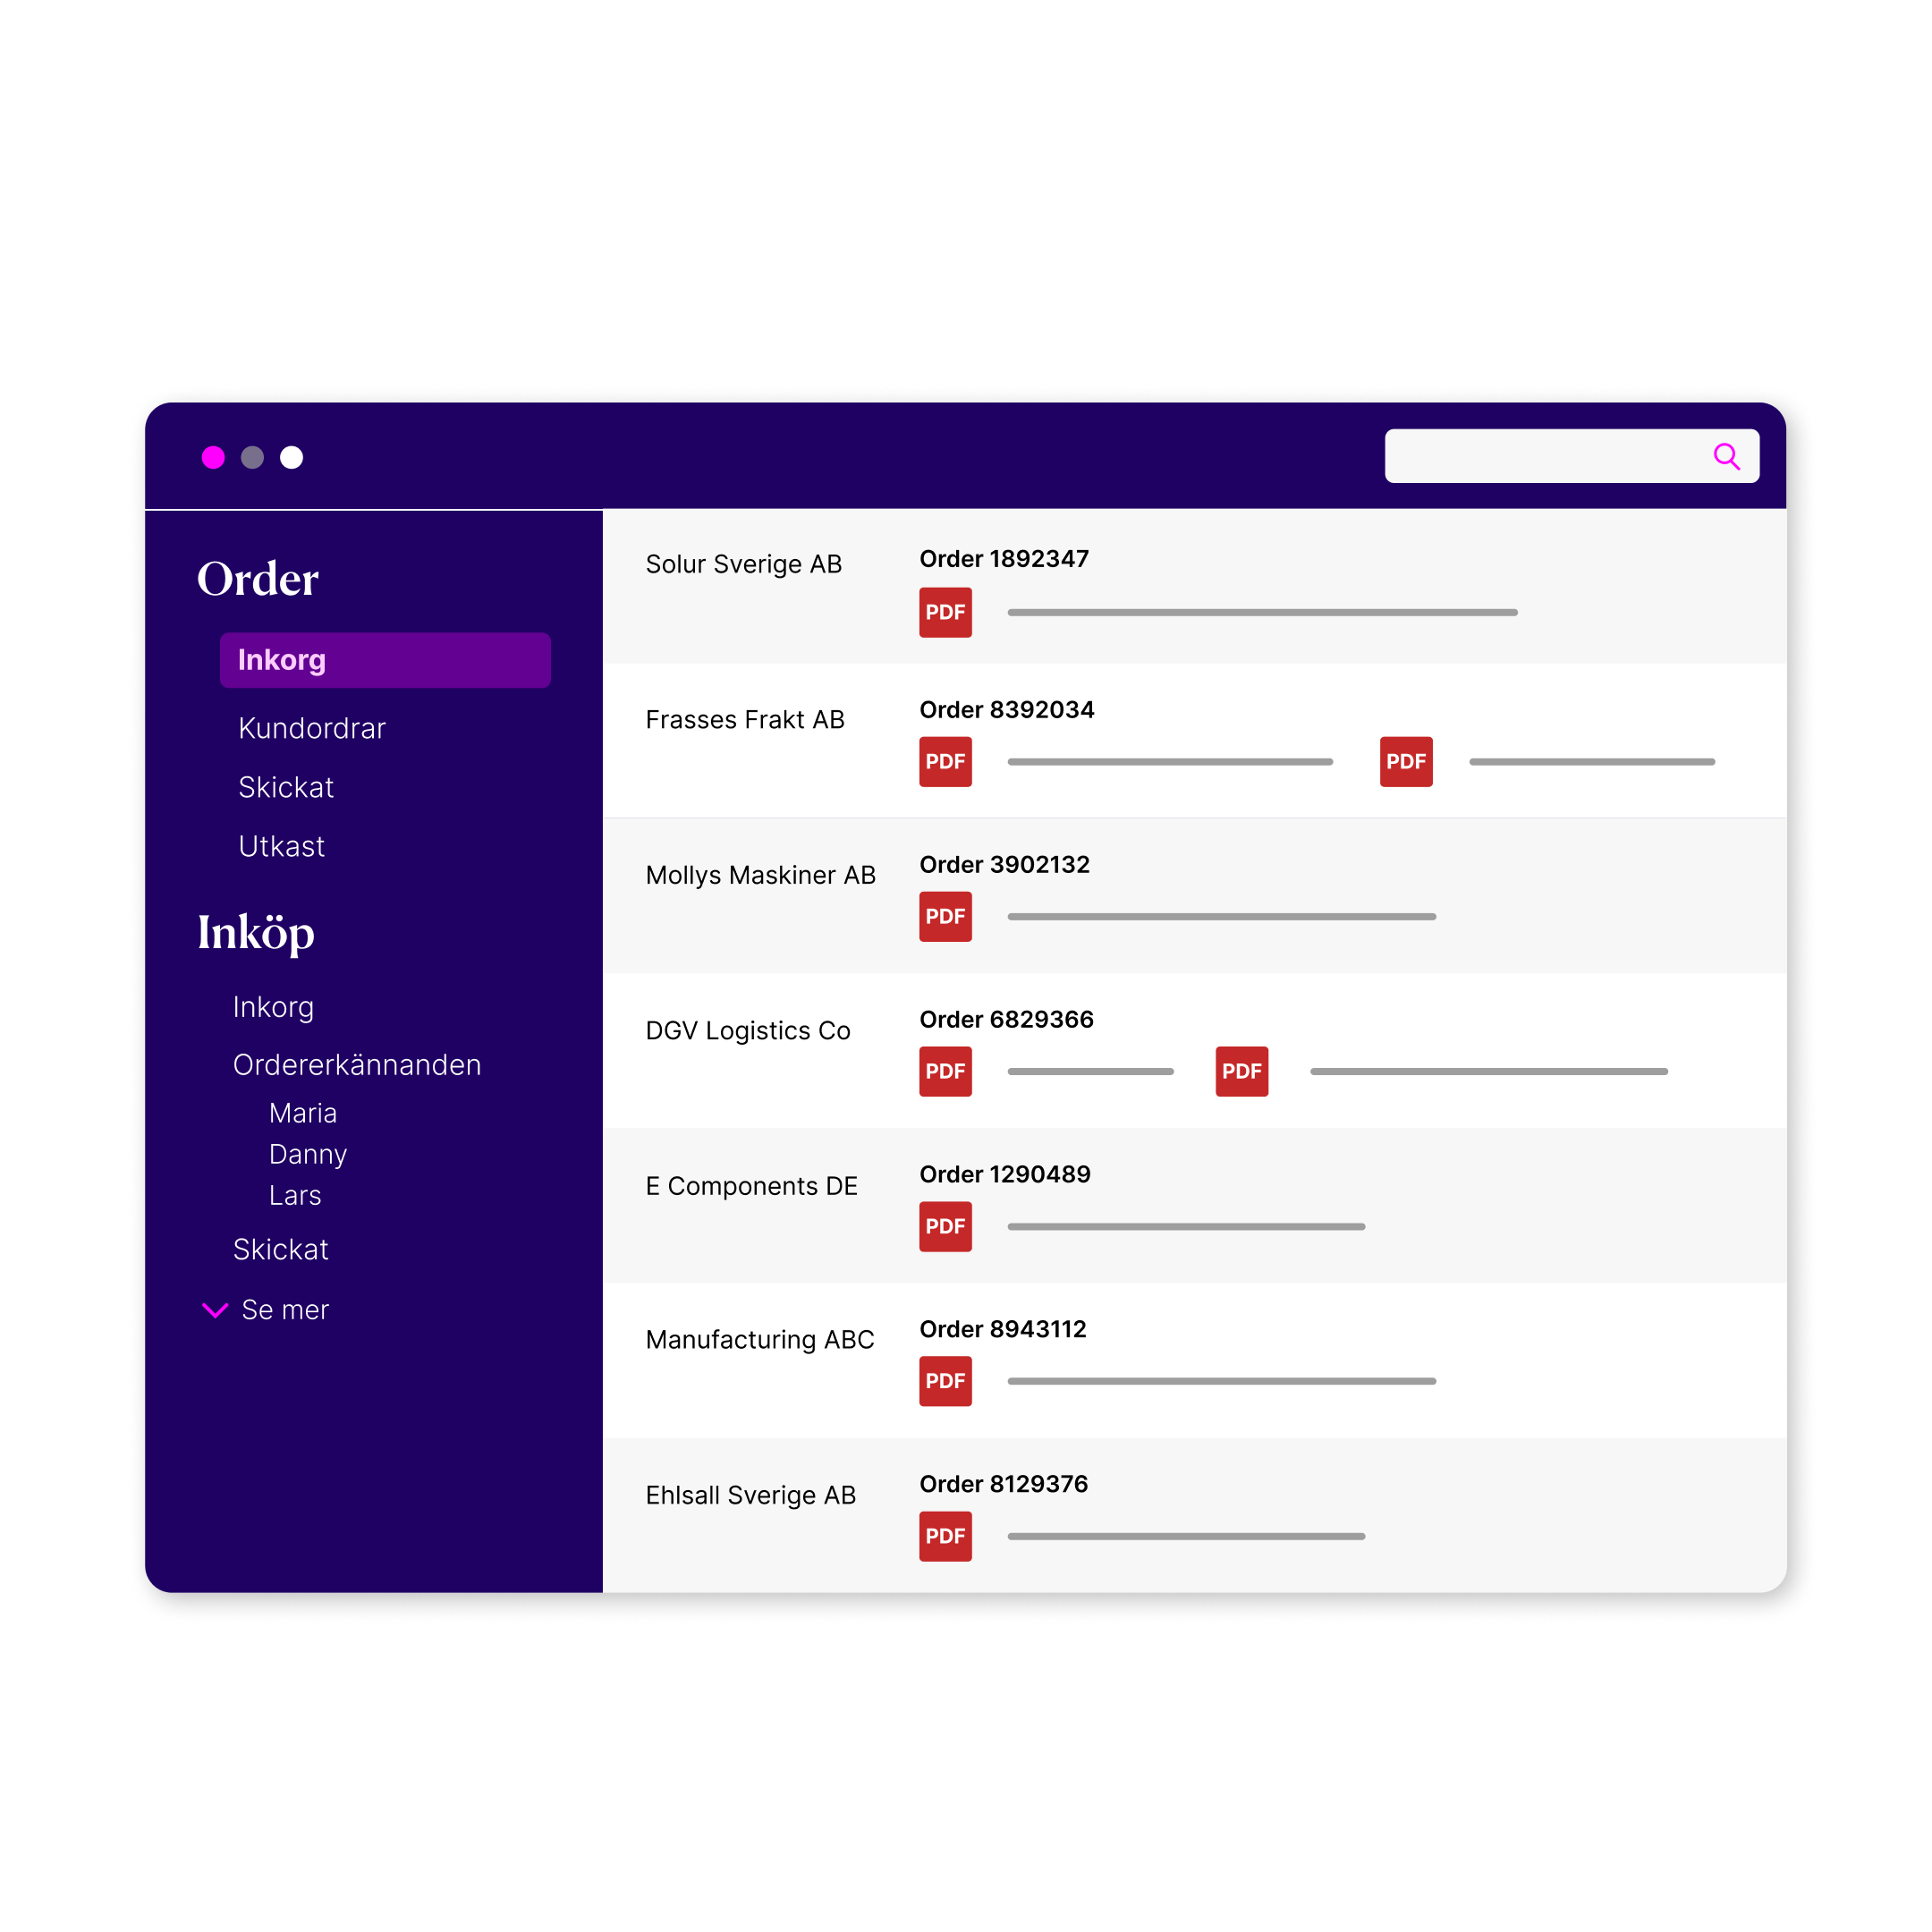 Order
Inkorg
Kundordrar
Skickat
Utkast
Inköp
Inkorg
Ordererkännanden
Maria
Danny
Lars
Skickat
Se mer
Solur Sverige AB
Order 1892347
PDF
Frasses Frakt AB
Order 8392034
PDF PDF
Mollys Maskiner AB
Order 3902132
PDF
DGV Logistics Co
Order 6829366
PDF PDF
E Components DE
Order 1290489
PDF
Manufacturing ABC
Order 8943112
PDF
Ehlsall Sverige AB
Order 8129376
PDF